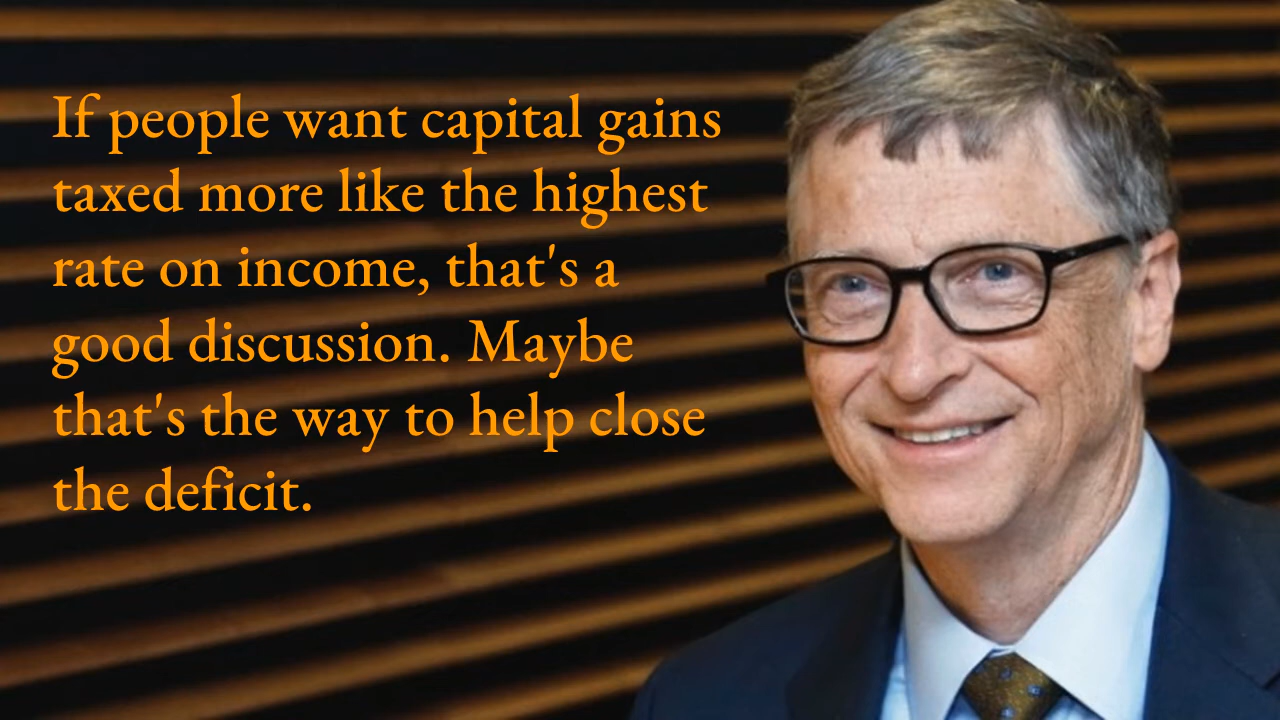 If people want capital gains
taxed more like the highest
rate on income, that's a
good discussion. Maybe
that's the way to help close
the deficit.